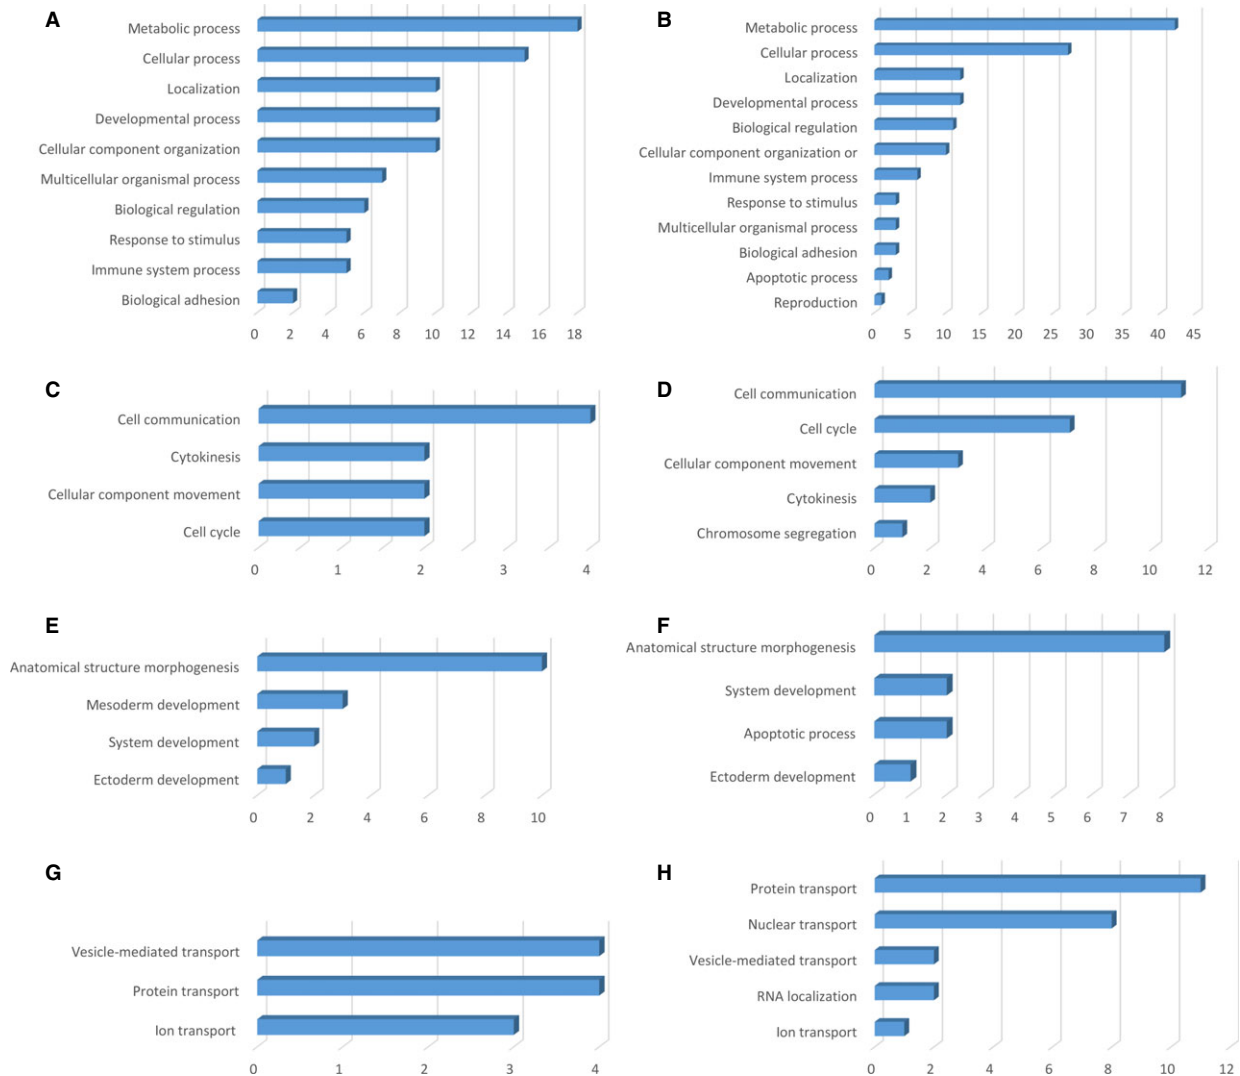 A
Metabolic process
Cellular process
Localization
Developmental process
Cellular component organization
Multicellular organismal process
Biological regulation
Response to stimulus
Immune system process
Biological adhesion
0 2 4 6 8 10 12 14 16 18
B
Metabolic process
Cellular process
Localization
Developmental process
Biological regulation
Cellular component organization or
Immune system process
Response to stimulus
Multicellular organismal process
Biological adhesion
Apoptotic process
Reproduction
0 5 10 15 20 25 30 35 40 45
C
Cell communication
Cytokinesis
Cellular component movement
Cell cycle
0 1 2 3 4
D
Cell communication
Cell cycle
Cellular component movement
Cytokinesis
Chromosome segregation
0 2 4 6 8 10 12
E
Anatomical structure morphogenesis
Mesoderm development
System development
Ectoderm development
0 2 4 6 8 10
F
Anatomical structure morphogenesis
System development
Apoptotic process
Ectoderm development
0 1 2 3 4 5 6 7 8
G
Vesicle-mediated transport
Protein transport
Ion transport
0 1 2 3 4
H
Protein transport
Nuclear transport
Vesicle-mediated transport
RNA localization
Ion transport
0 2 4 6 8 10 12